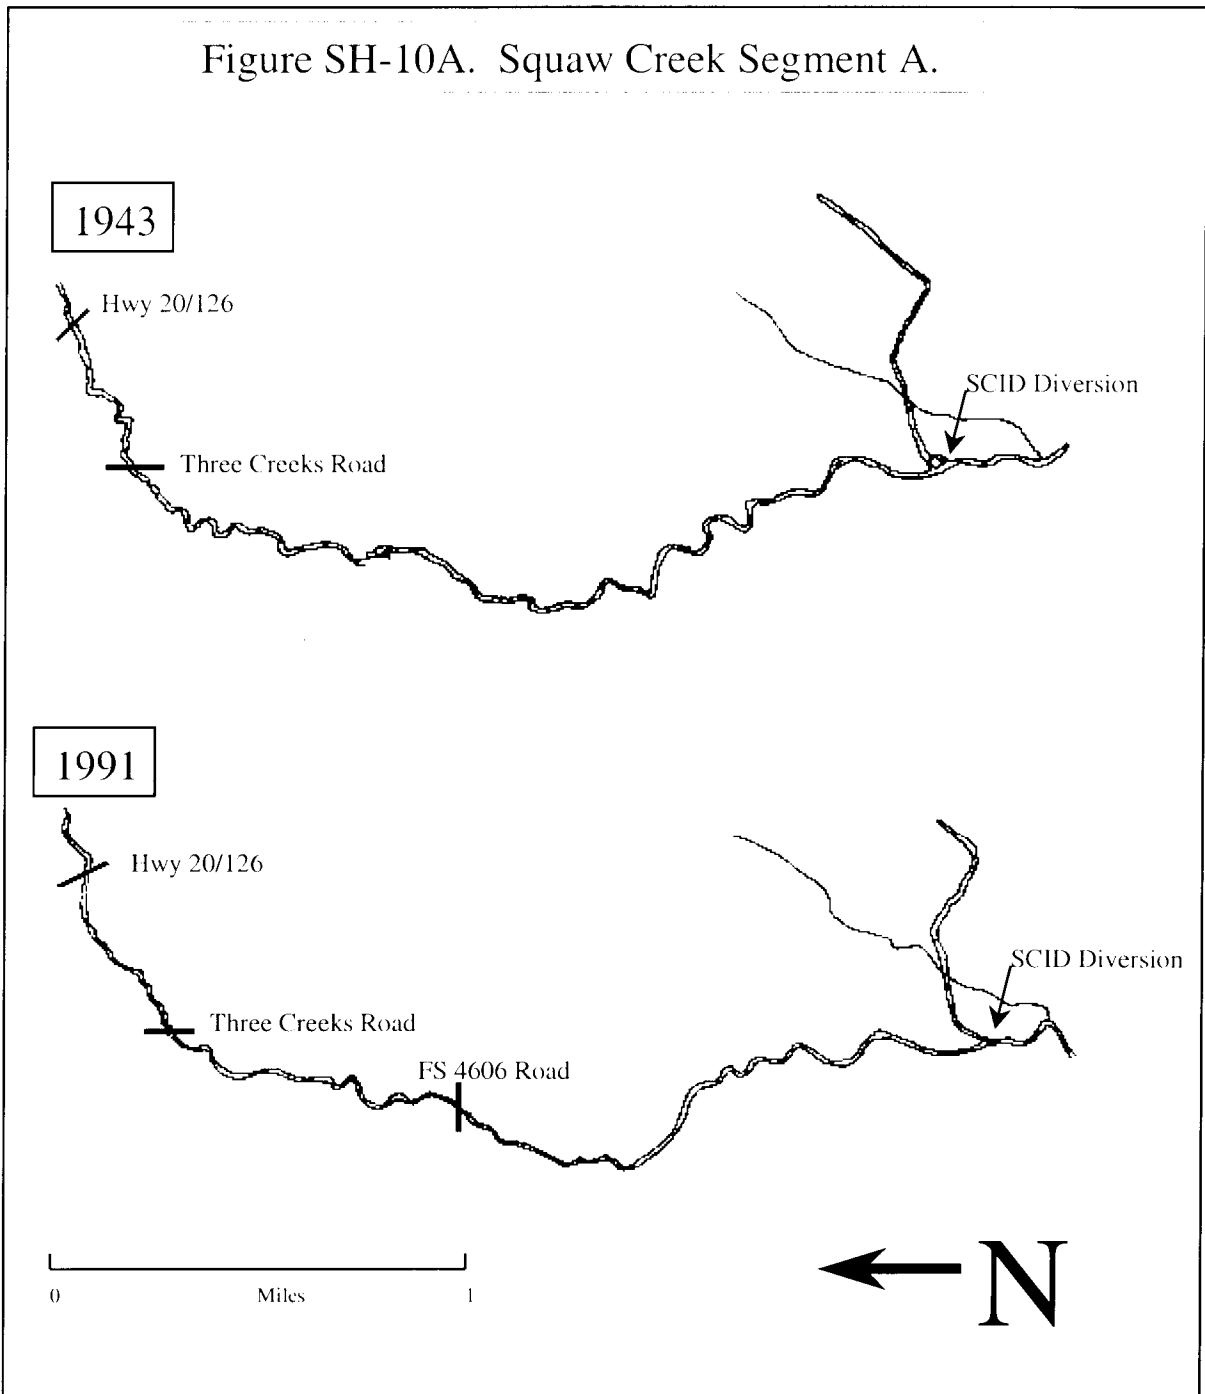 Figure SH-10A. Squaw Creek Segment A.
1943
Hwy 20/126
SCID Diversion
Three Creeks Road
1991
Hwy 20/126
SCID Diversion
Three Creeks Road
FS 4606 Road
0 Miles 1
N